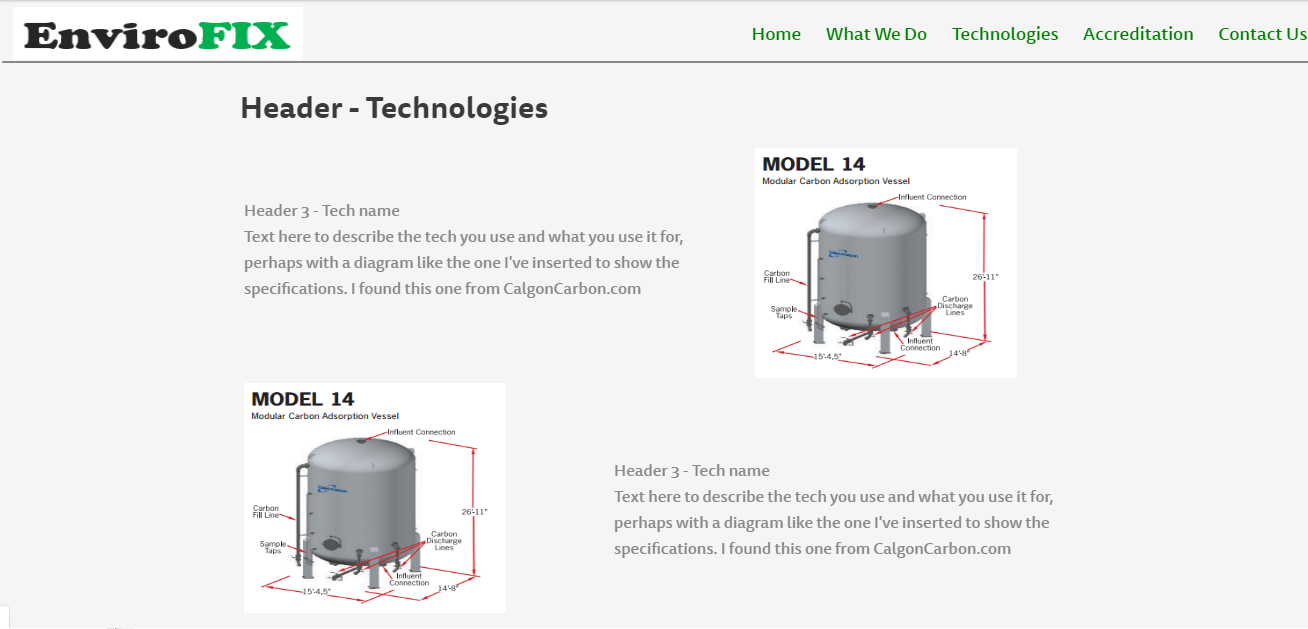 EnviroFIX
Home What We Do Technologies Accreditation Contact Us
Header - Technologies
Header 3 - Tech name
Text here to describe the tech you use and what you use it for,
perhaps with a diagram like the one I've inserted to show the
specifications. I found this one from CalgonCarbon.com
MODEL 14
Modular Carbon Adsorption Vessel
Influent Connection
Carbon
Fill Line
26'-11"
Sample
Taps
Carbon
Discharge
Lines
Influent
Connection
15'-4,5"
14'-8"
MODEL 14
Modular Carbon Adsorption Vessel
Influent Connection
Carbon
Fill Line
26'-11"
Sample
Taps
Carbon
Discharge
Lines
Influent
Connection
15'-4,5"
14'-8"
Header 3 - Tech name
Text here to describe the tech you use and what you use it for,
perhaps with a diagram like the one I've inserted to show the
specifications. I found this one from CalgonCarbon.com